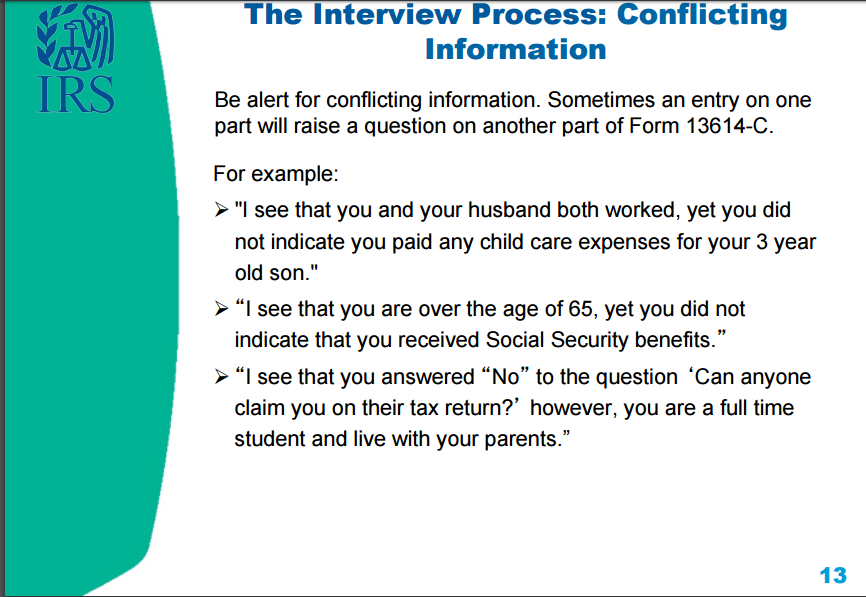 The Interview Process: Conflicting
Information
IRS
Be alert for conflicting information. Sometimes an entry on one
part will raise a question on another part of Form 13614-C.
For example:
➢ "I see that you and your husband both worked, yet you did
not indicate you paid any child care expenses for your 3 year
old son."
➢ “I see that you are over the age of 65, yet you did not
indicate that you received Social Security benefits.”
➢ “I see that you answered “No” to the question ‘Can anyone
claim you on their tax return?’ however, you are a full time
student and live with your parents.”
13